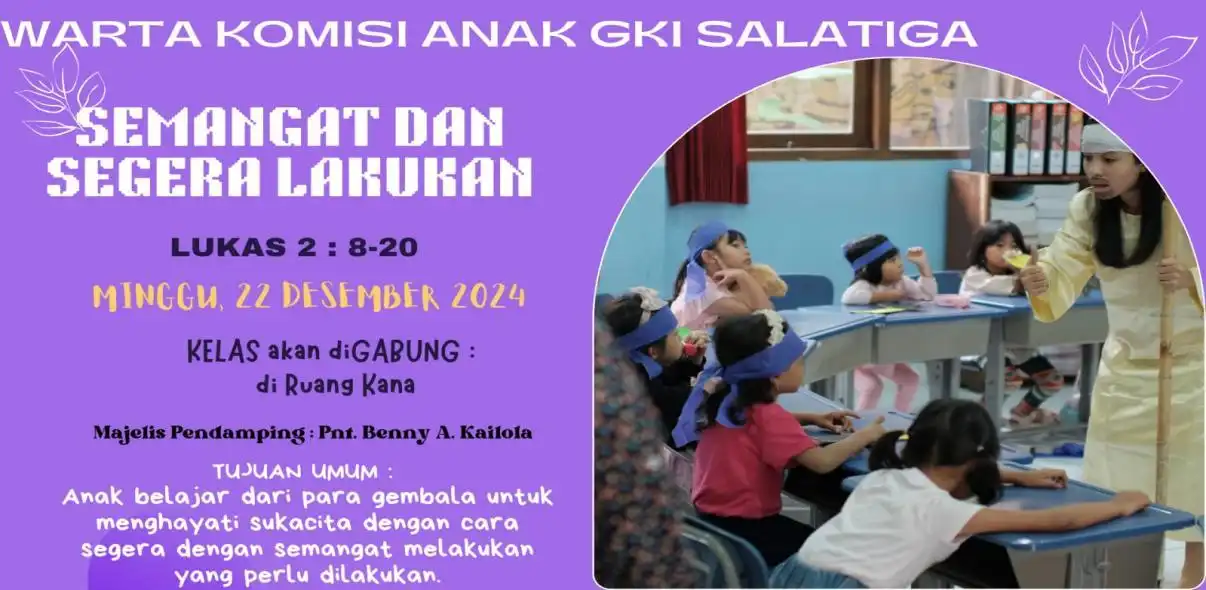 WARTA KOMISI ANAK GKI SALATIGA
SEMANGAT DAN
SEGERA LAKUKAN
LUKAS 2 : 8-20
MINGGU, 22 DESEMBER 2024
KELAS akan diGABUNG :
di Ruang Kana
Majelis Pendamping : Pnt. Benny A. Kailola
TUJUAN UMUM :
Anak belajar dari para gembala untuk
menghayati sukacita dengan cara
segera dengan semangat melakukan
yang perlu dilakukan.